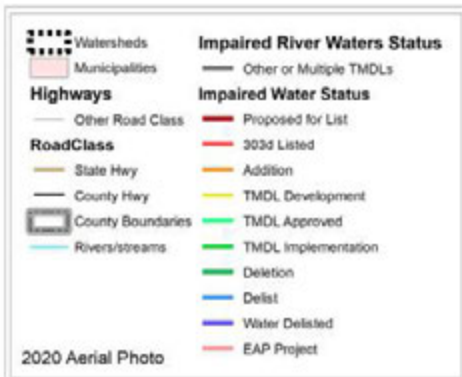 Watersheds
Municipalities
Highways
Other Road Class
RoadClass
State Hwy
County Hwy
County Boundaries
Rivers/streams
2020 Aerial Photo
Impaired River Waters Status
Other or Multiple TMDLs
Impaired Water Status
Proposed for List
303d Listed
Addition
TMDL Development
TMDL Approved
TMDL Implementation
Deletion
Delist
Water Delisted
EAP Project